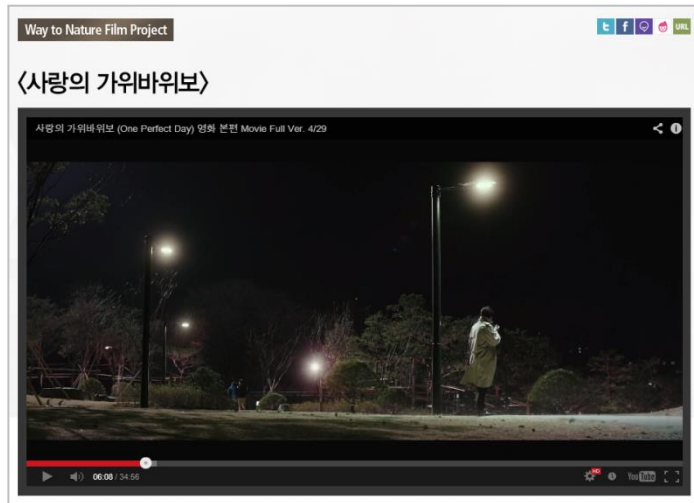 Way to Nature Film Project
URL
〈사랑의 가위바위보〉
사랑의 가위바위보 (One Perfect Day) 영화 본편 Movie Full Ver. 4/29
HD
06:08 / 34:56
YouTube